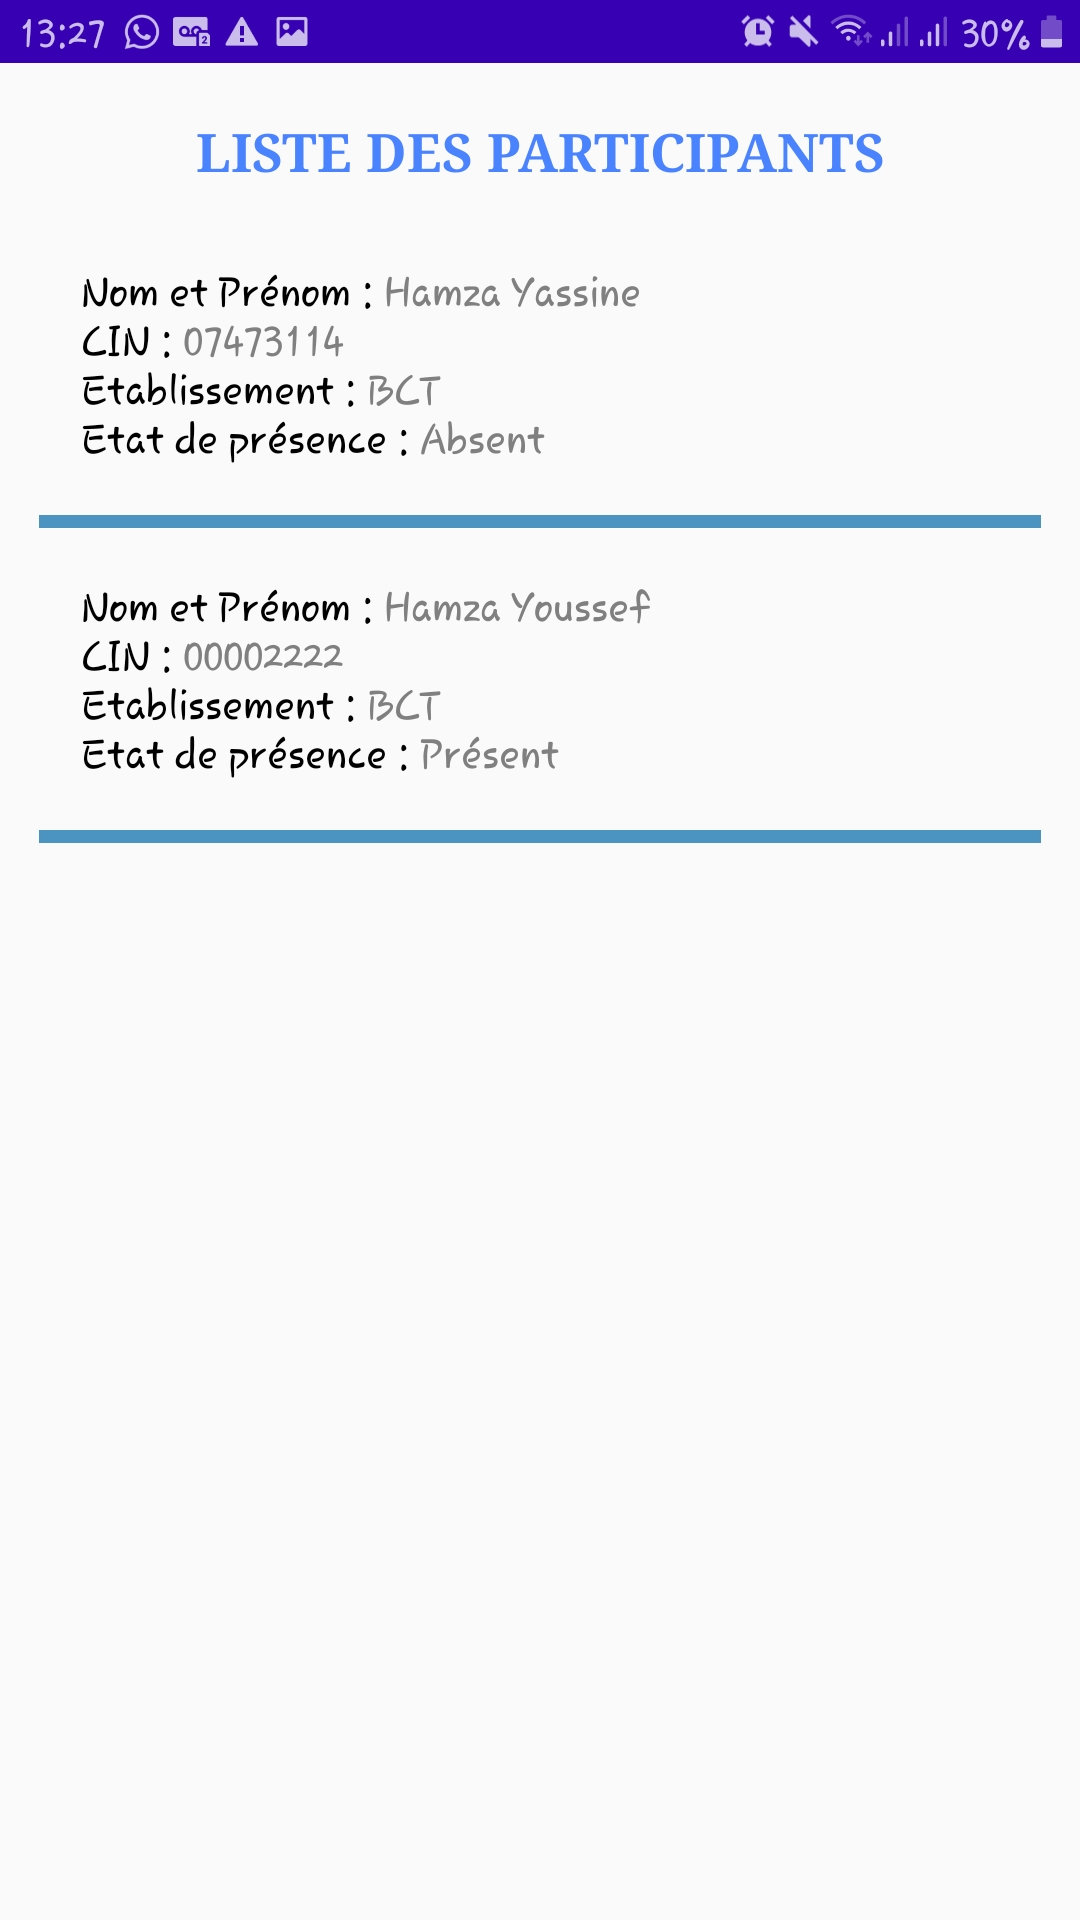 13:27 30%
LISTE DES PARTICIPANTS
Nom et Prénom : Hamza Yassine
CIN : 07473114
Etablissement : BCT
Etat de présence : Absent
Nom et Prénom : Hamza Youssef
CIN : 00002222
Etablissement : BCT
Etat de présence : Présent